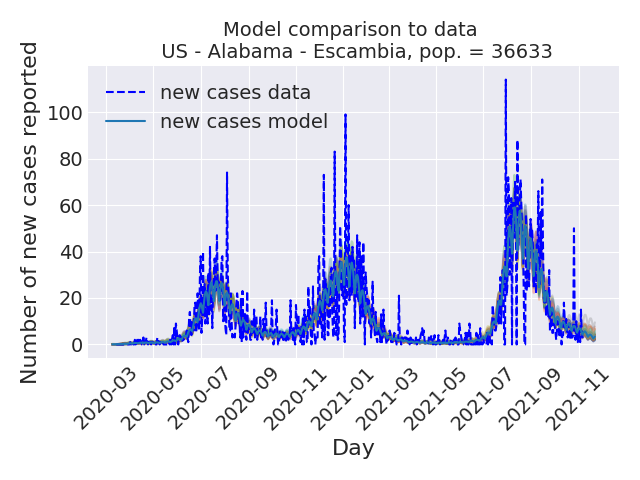 Model comparison to data
US - Alabama - Escambia, pop. = 36633
new cases data
new cases model
Number of new cases reported
100
80
60
40
20
0
2020-03
2020-05
2020-07
2020-09
2020-11
2021-01
2021-03
2021-05
2021-07
2021-09
2021-11
Day